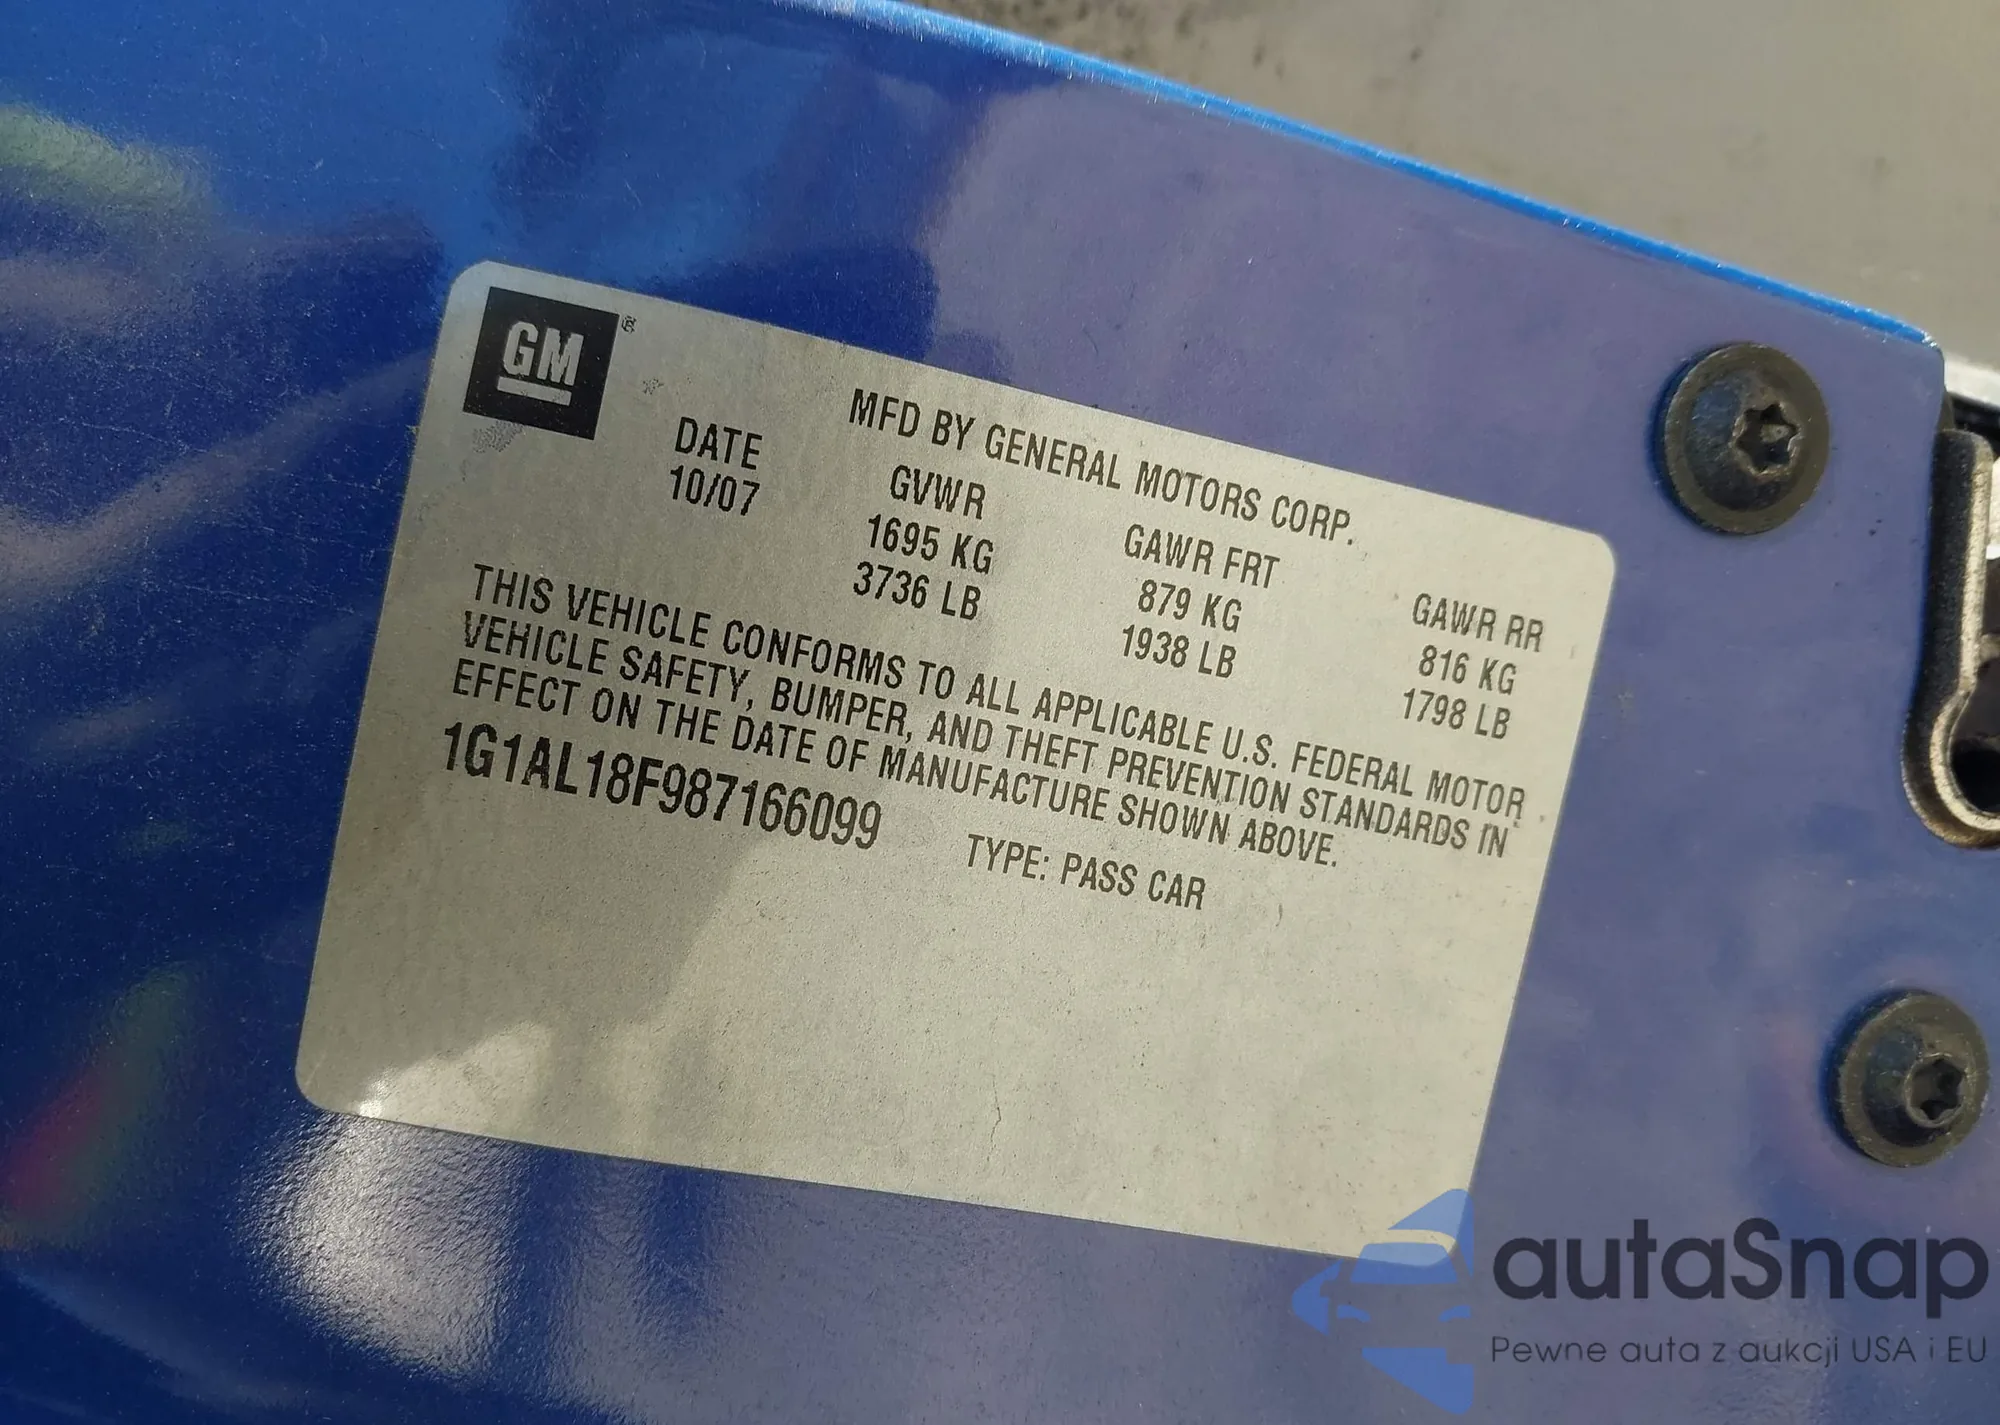 GM®
MFD BY GENERAL MOTORS CORP.
DATE GVWR GAWR FRT GAWR RR
10/07 1695 KG 879 KG 816 KG
3736 LB 1938 LB 1798 LB
THIS VEHICLE CONFORMS TO ALL APPLICABLE U.S. FEDERAL MOTOR
VEHICLE SAFETY, BUMPER, AND THEFT PREVENTION STANDARDS IN
EFFECT ON THE DATE OF MANUFACTURE SHOWN ABOVE.
1G1AL18F987166099 TYPE: PASS CAR
autaSnap
Pewne auta z aukcji USA i EU